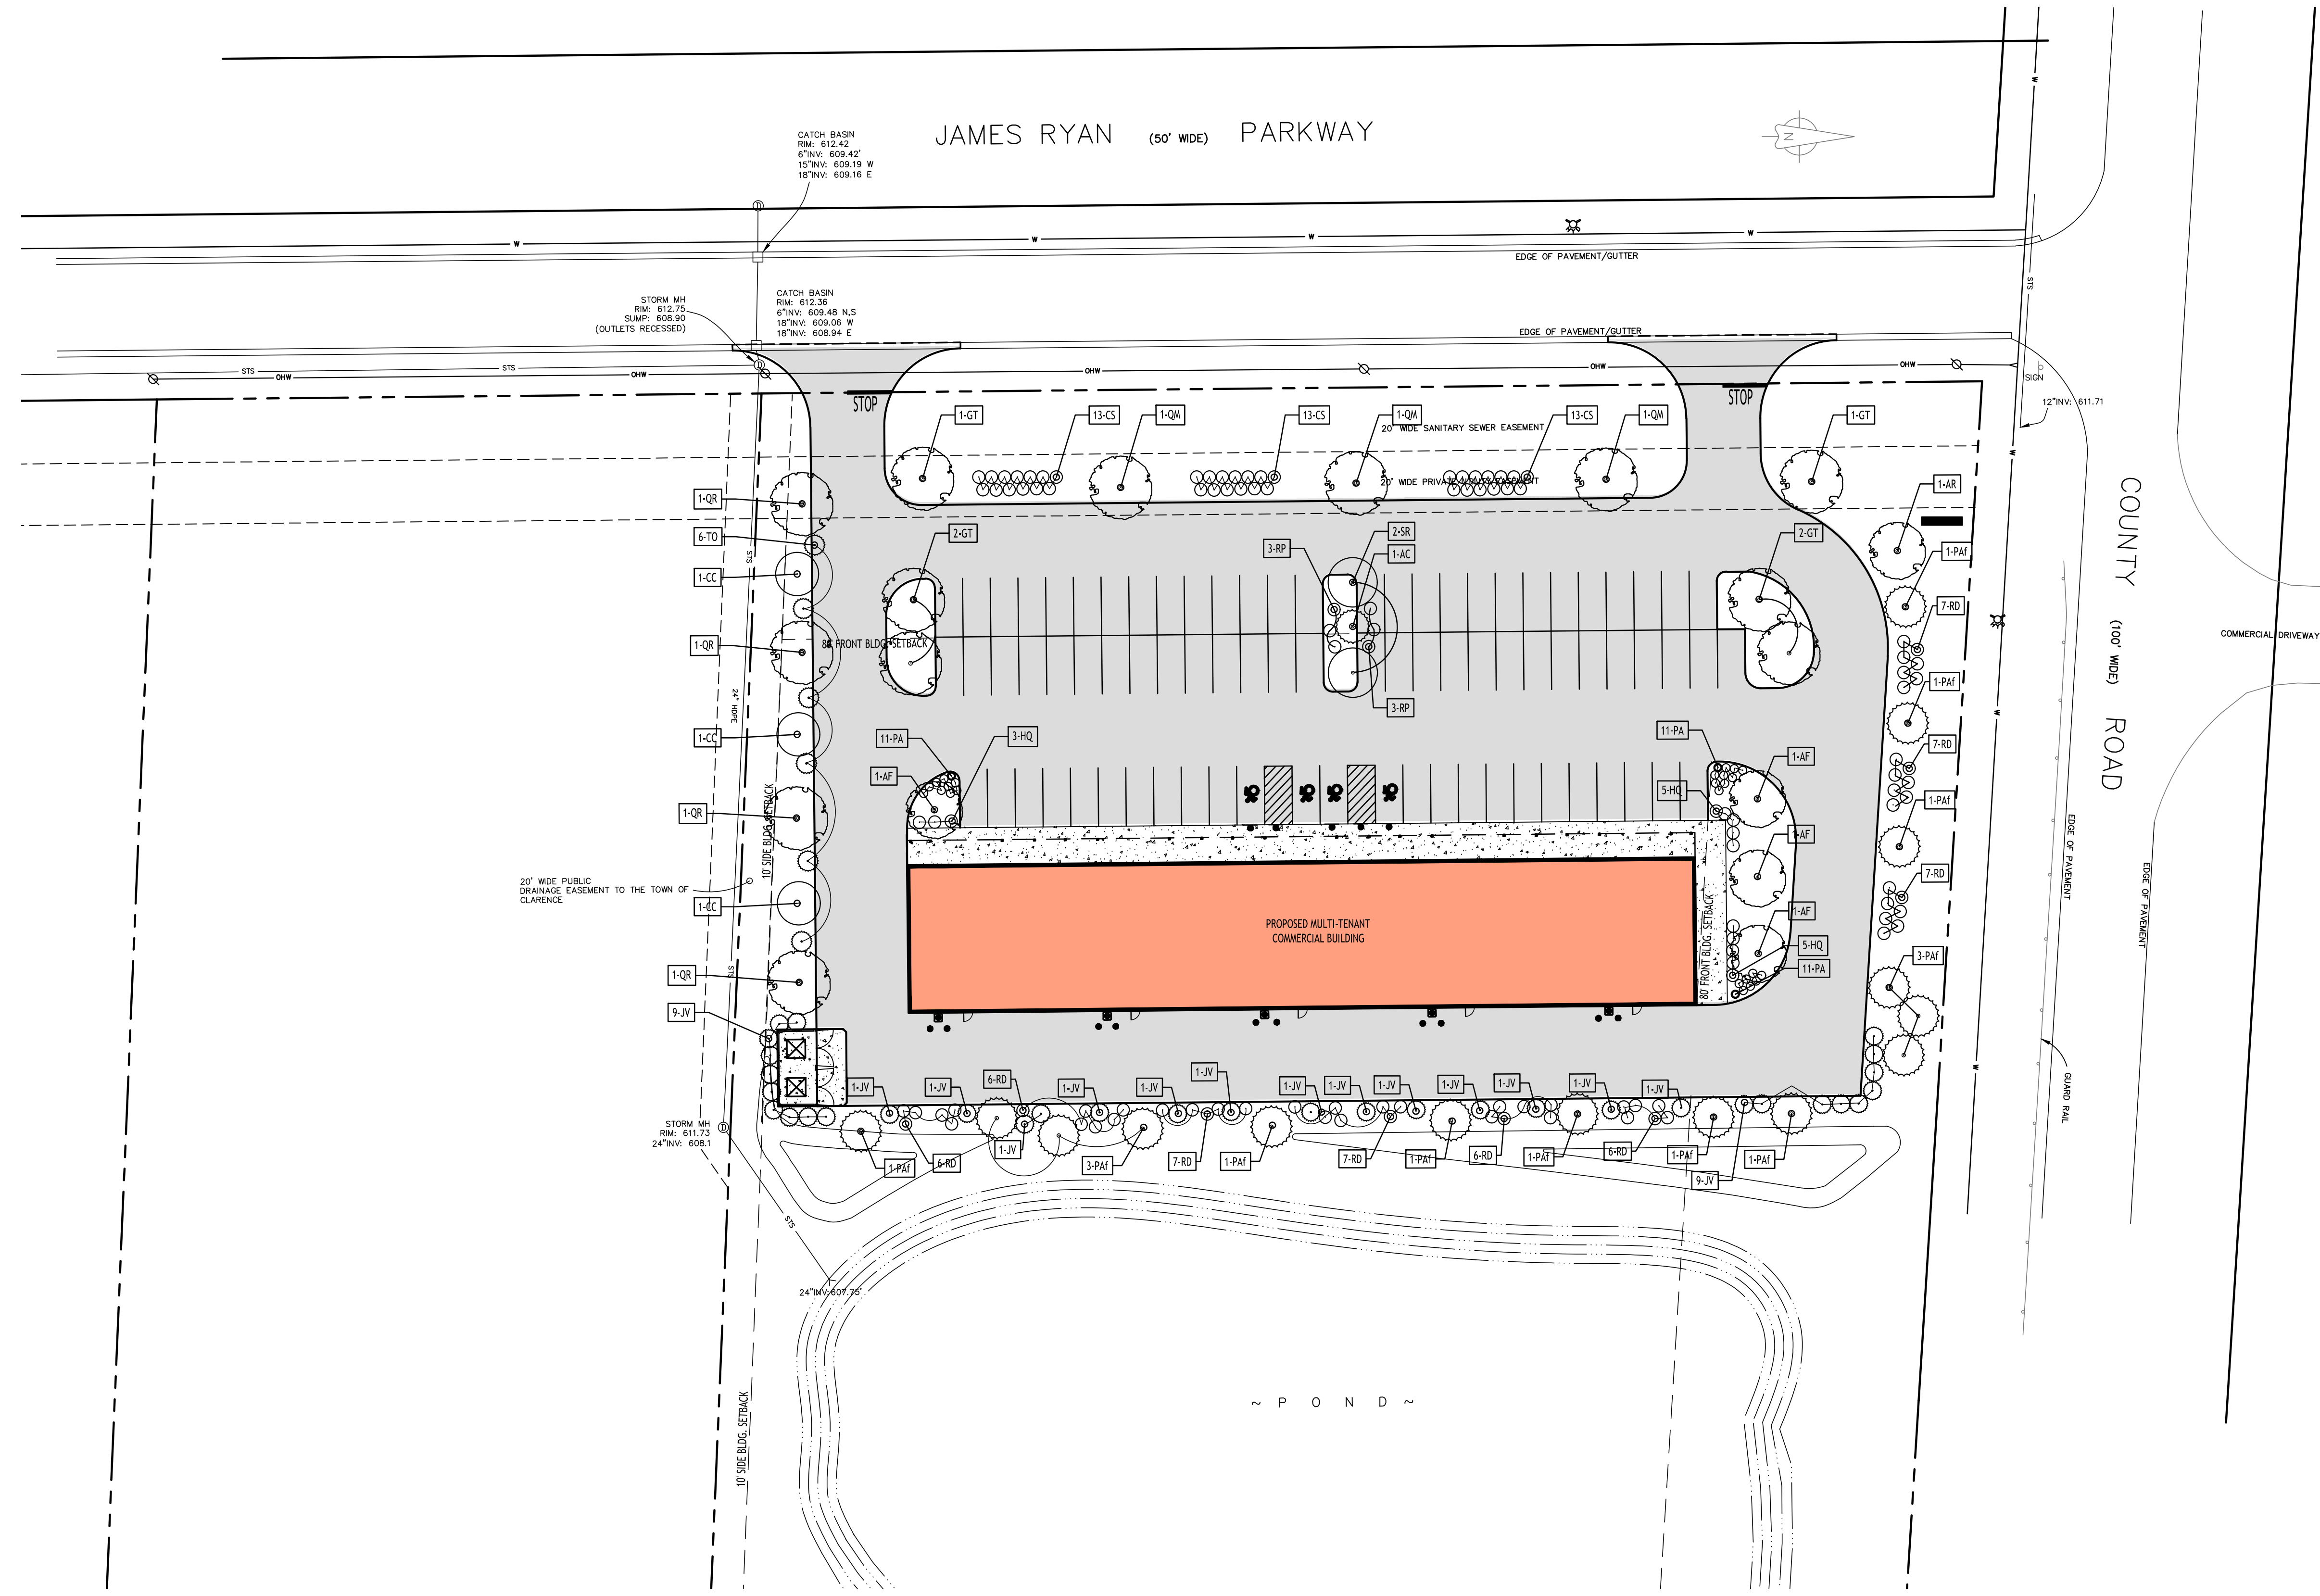 JAMES RYAN (50' WIDE) PARKWAY
N
CATCH BASIN
RIM: 612.42
6"INV: 609.42'
15"INV: 609.19 W
18"INV: 609.16 E
D
W
W
W
W
W
EDGE OF PAVEMENT/GUTTER
STORM MH
RIM: 612.75
SUMP: 608.90
(OUTLETS RECESSED)
CATCH BASIN
RIM: 612.36
6"INV: 609.48 N,S
18"INV: 609.06 W
18"INV: 608.94 E
STS
EDGE OF PAVEMENT/GUTTER
D
STS
STS
OHW
OHW
OHW
OHW
OHW
SIGN
12"INV: 611.71
STOP
STOP
1-GT
13-CS
1-QM
13-CS
1-QM
13-CS
1-QM
1-GT
20' WIDE SANITARY SEWER EASEMENT
W
20' WIDE PRIVATE UTILITY EASEMENT
1-AR
1-QR
2-GT
2-SR
2-GT
6-TO
3-RP
1-AC
1-PAf
STS
1-CC
COUNTY (100' WIDE) ROAD
7-RD
COMMERCIAL DRIVEWAY
1-QR
80' FRONT BLDG. SETBACK
1-PAf
24" HDPE
3-RP
W
1-CC
11-PA
3-HQ
11-PA
7-RD
1-AF
1-AF
10' SIDE BLDG. SETBACK
5-HQ
1-PAf
1-QR
1-AF
EDGE OF PAVEMENT
EDGE OF PAVEMENT
20' WIDE PUBLIC
DRAINAGE EASEMENT TO THE TOWN OF
CLARENCE
7-RD
1-CC
PROPOSED MULTI-TENANT
COMMERCIAL BUILDING
80' FRONT BLDG. SETBACK
1-AF
5-HQ
3-PAf
11-PA
STS
1-QR
9-JV
W
GUARD RAIL
1-JV
1-JV
6-RD
1-JV
1-JV
1-JV
1-JV
1-JV
1-JV
1-JV
1-JV
1-JV
1-JV
STORM MH
RIM: 611.73
24"INV: 608.1
D
1-JV
1-PAf
6-RD
3-PAf
7-RD
1-PAf
7-RD
1-PAf
6-RD
1-PAf
6-RD
1-PAf
1-PAf
9-JV
STS
24"INV:607.75'
10' SIDE BLDG. SETBACK
~ P O N D ~